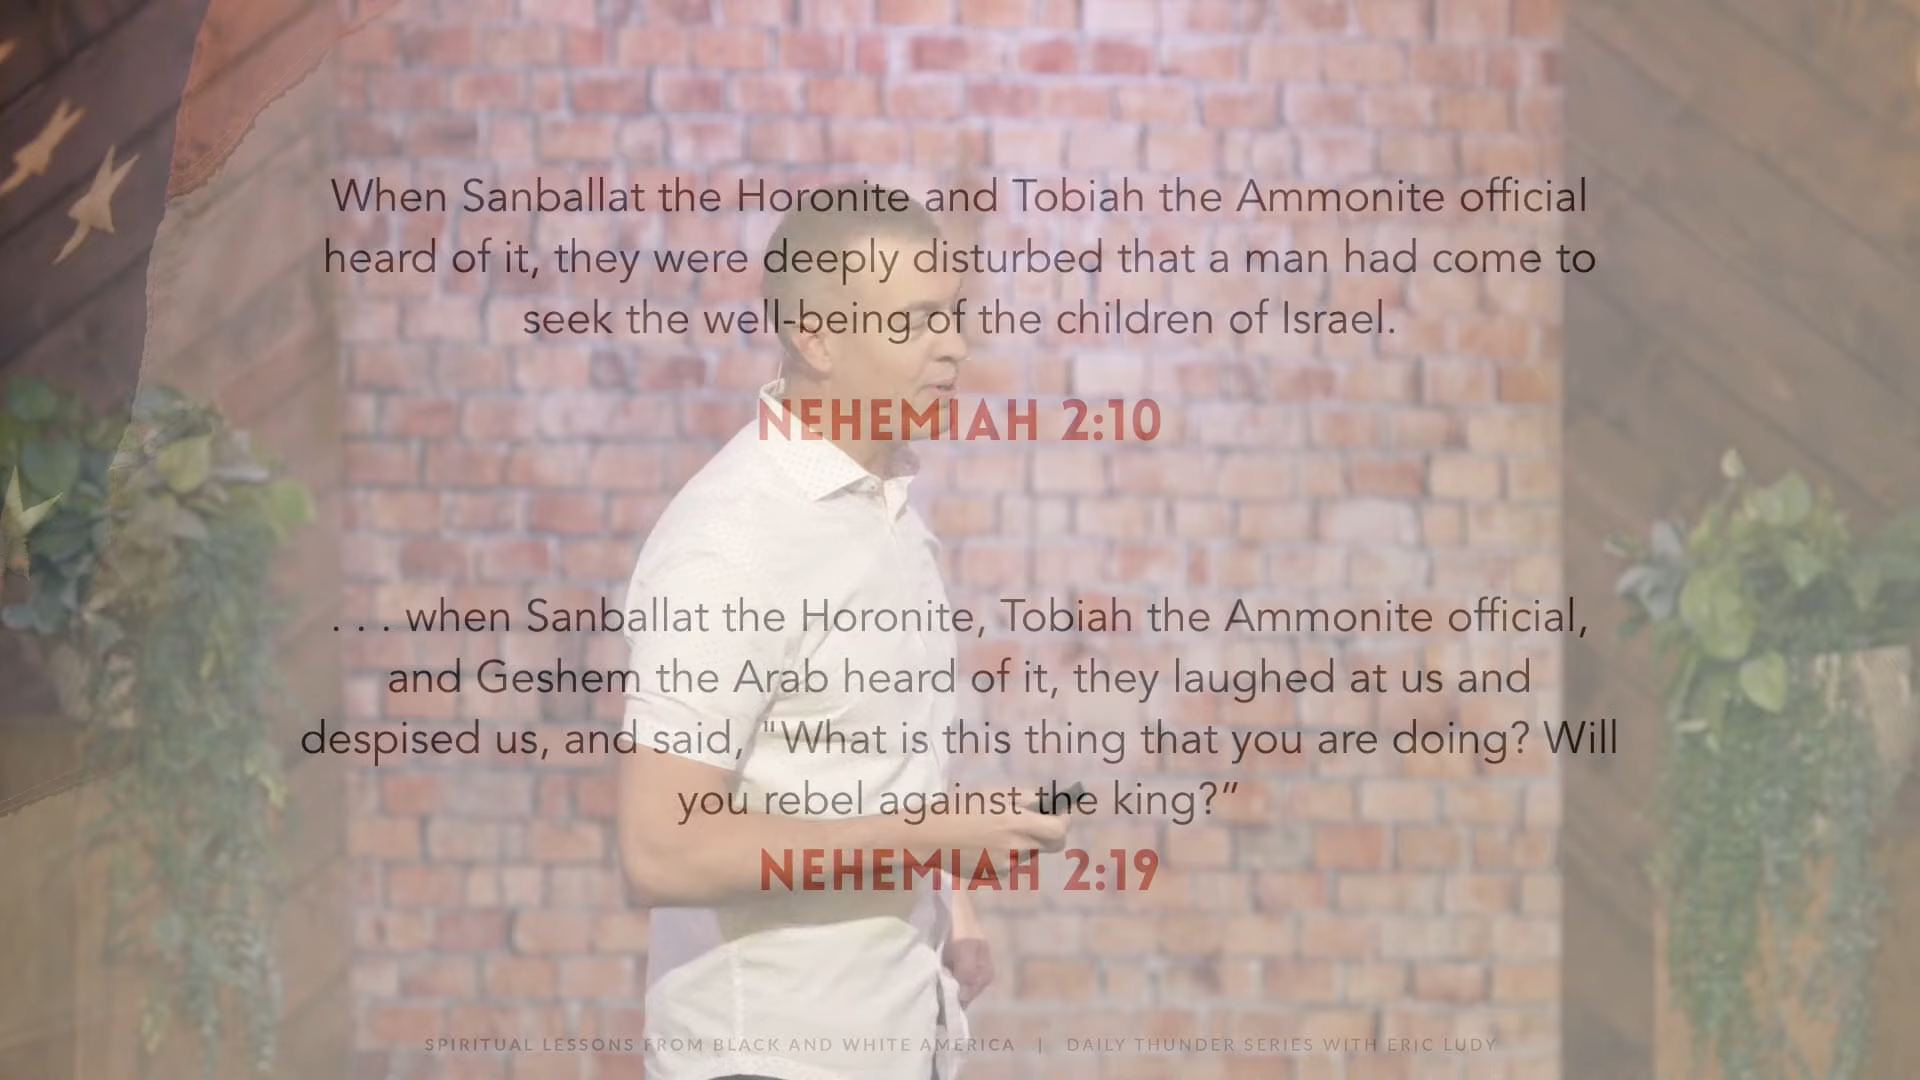 When Sanballat the Horonite and Tobiah the Ammonite official
heard of it, they were deeply disturbed that a man had come to
seek the well-being of the children of Israel.
NEHEMIAH 2:10
. . . when Sanballat the Horonite, Tobiah the Ammonite official,
and Geshem the Arab heard of it, they laughed at us and
despised us, and said, "What is this thing that you are doing? Will
you rebel against the king?”
NEHEMIAH 2:19
SPIRITUAL LESSONS FROM BLACK AND WHITE AMERICA | DAILY THUNDER SERIES WITH ERIC LUDY